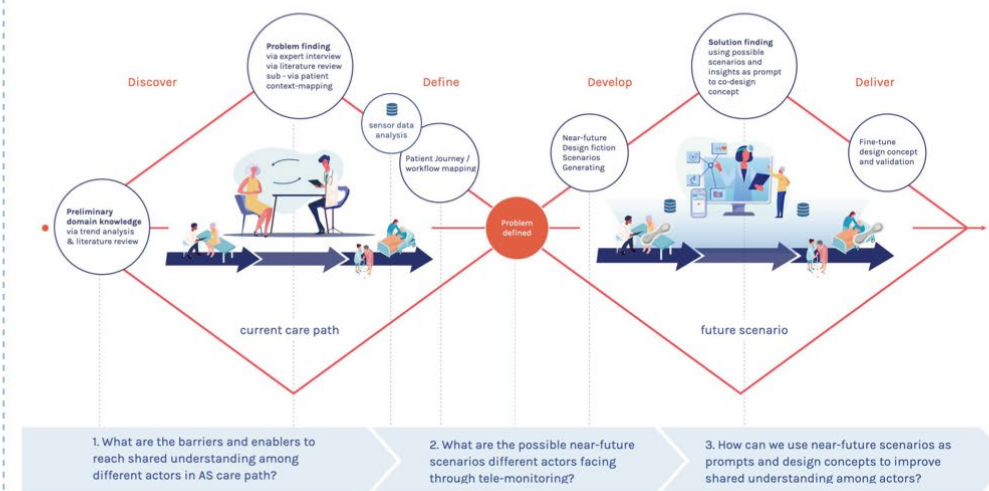 Discover
Problem finding
via expert interview
via literature review
sub - via patient
context-mapping
Define
sensor data
analysis
Patient Journey /
workflow mapping
Preliminary
domain knowledge
via trend analysis
& literature review
current care path
Problem
defined
Develop
Solution finding
using possible
scenarios and
insights as prompt
to co-design
concept
Deliver
Near-future
Design fiction
Scenarios
Generating
Fine-tune
design concept
and validation
future scenario
1. What are the barriers and enablers to
reach shared understanding among
different actors in AS care path?
2. What are the possible near-future
scenarios different actors facing
through tele-monitoring?
3. How can we use near-future scenarios as
prompts and design concepts to improve
shared understanding among actors?